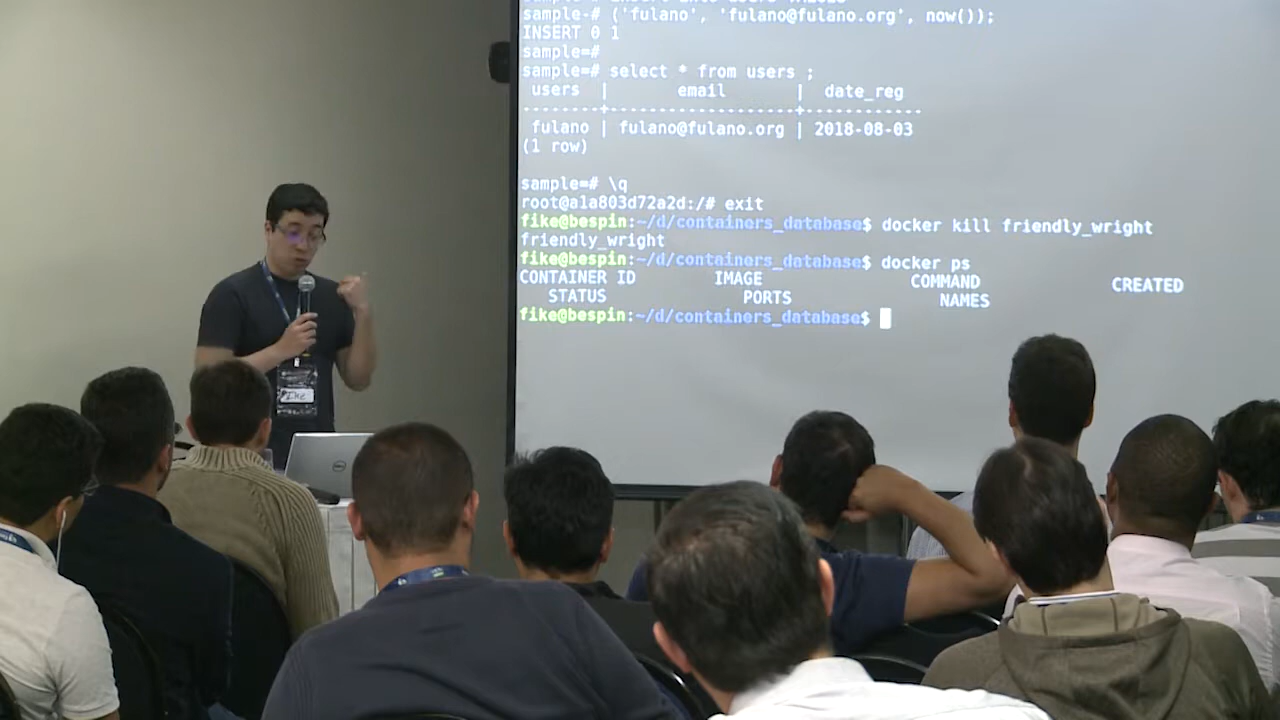 sample-# ('fulano', 'fulano@fulano.org', now());
INSERT 0 1
sample=#
sample=# select * from users ;
users | email | date_reg
--------+-------------------+------------
fulano | fulano@fulano.org | 2018-08-03
(1 row)
sample=# \q
root@a1a803d72a2d:/# exit
fike@bespin:~/d/containers_database$ docker kill friendly_wright
friendly_wright
fike@bespin:~/d/containers_database$ docker ps
CONTAINER ID IMAGE COMMAND CREATED
STATUS PORTS NAMES
fike@bespin:~/d/containers_database$
DELL